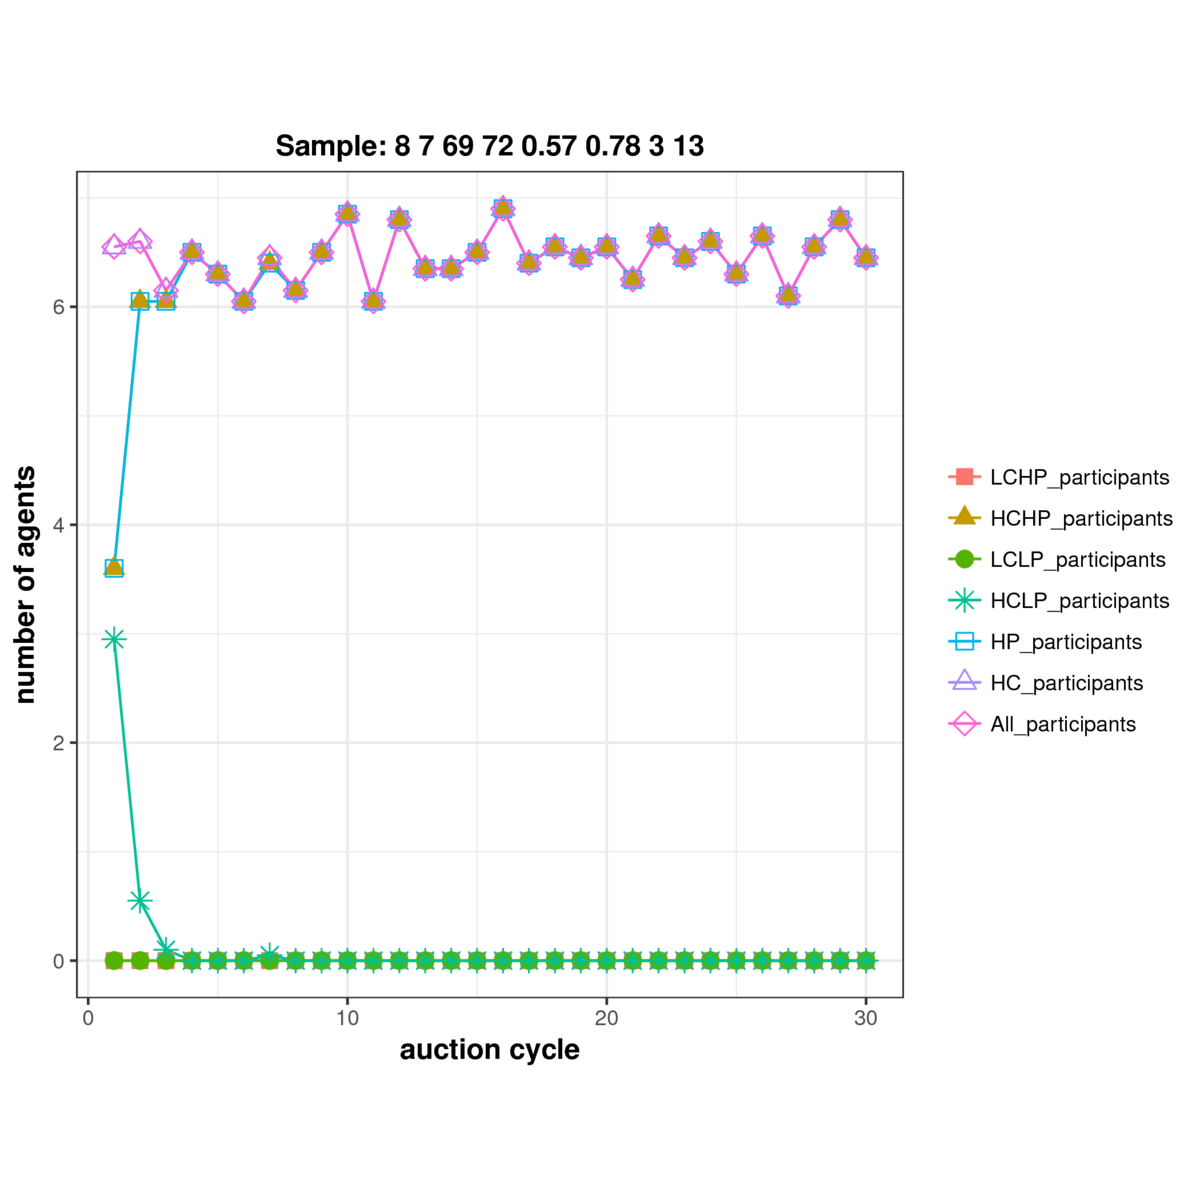 Sample: 8 7 69 72 0.57 0.78 3 13
number of agents
6
4
2
0
0
10
20
30
auction cycle
LCHP_participants
HCHP_participants
LCLP_participants
HCLP_participants
HP_participants
HC_participants
All_participants